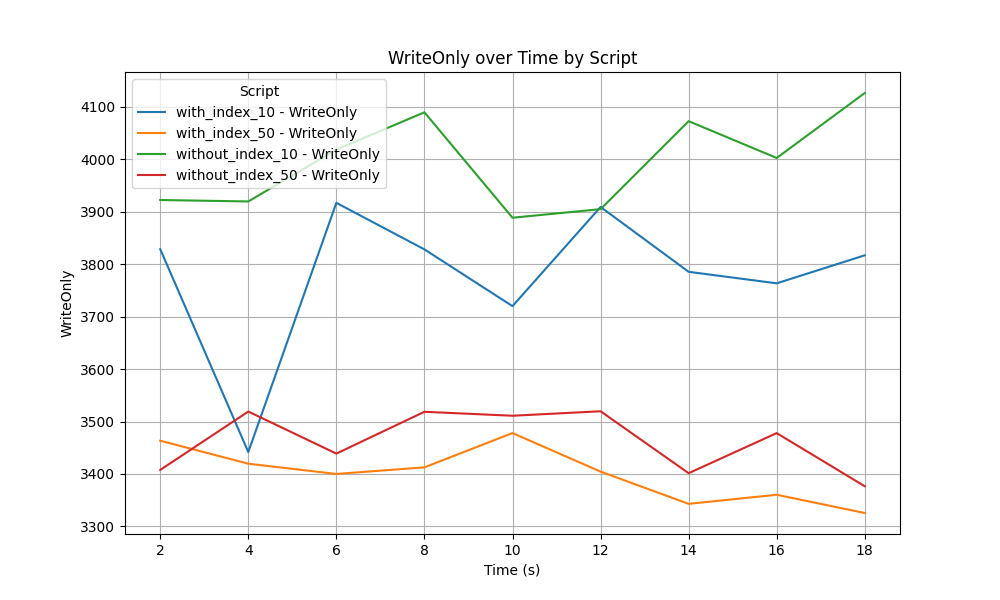 WriteOnly over Time by Script
Script
with_index_10 - WriteOnly
with_index_50 - WriteOnly
without_index_10 - WriteOnly
without_index_50 - WriteOnly
WriteOnly
4100
4000
3900
3800
3700
3600
3500
3400
3300
2 4 6 8 10 12 14 16 18
Time (s)